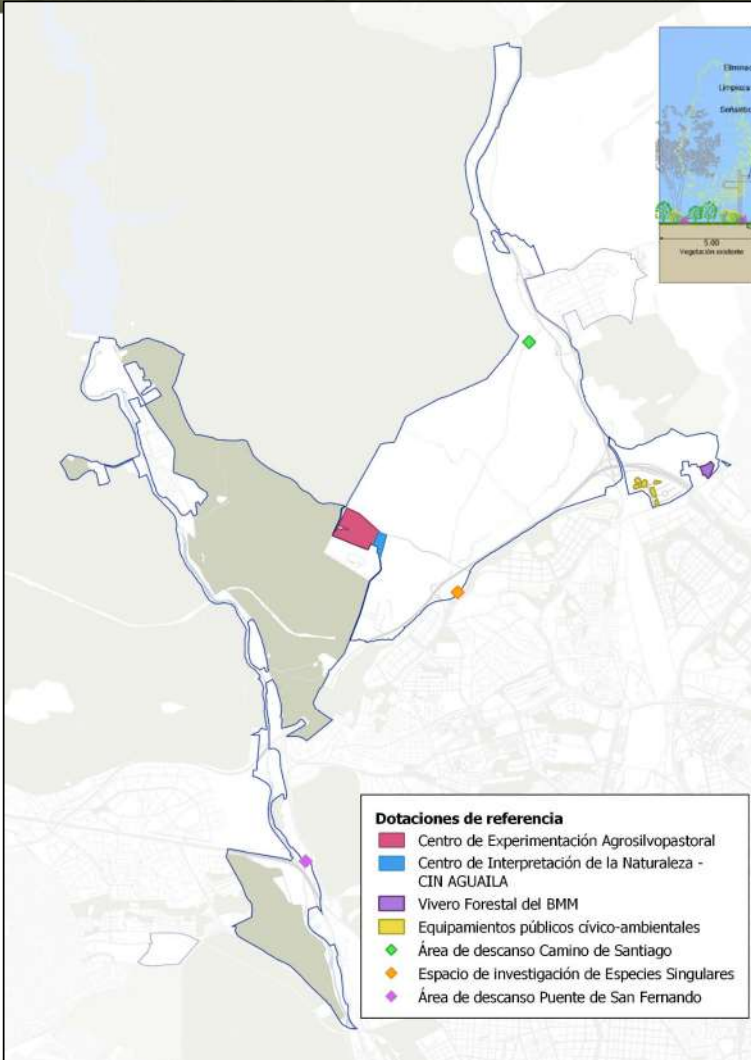 5.00
Vegetación existente
Dotaciones de referencia
Centro de Experimentación Agrosilvopastoral
Centro de Interpretación de la Naturaleza -
CIN AGUAILA
Vivero Forestal del BMM
Equipamientos públicos cívico-ambientales
Área de descanso Camino de Santiago
Espacio de investigación de Especies Singulares
Área de descanso Puente de San Fernando